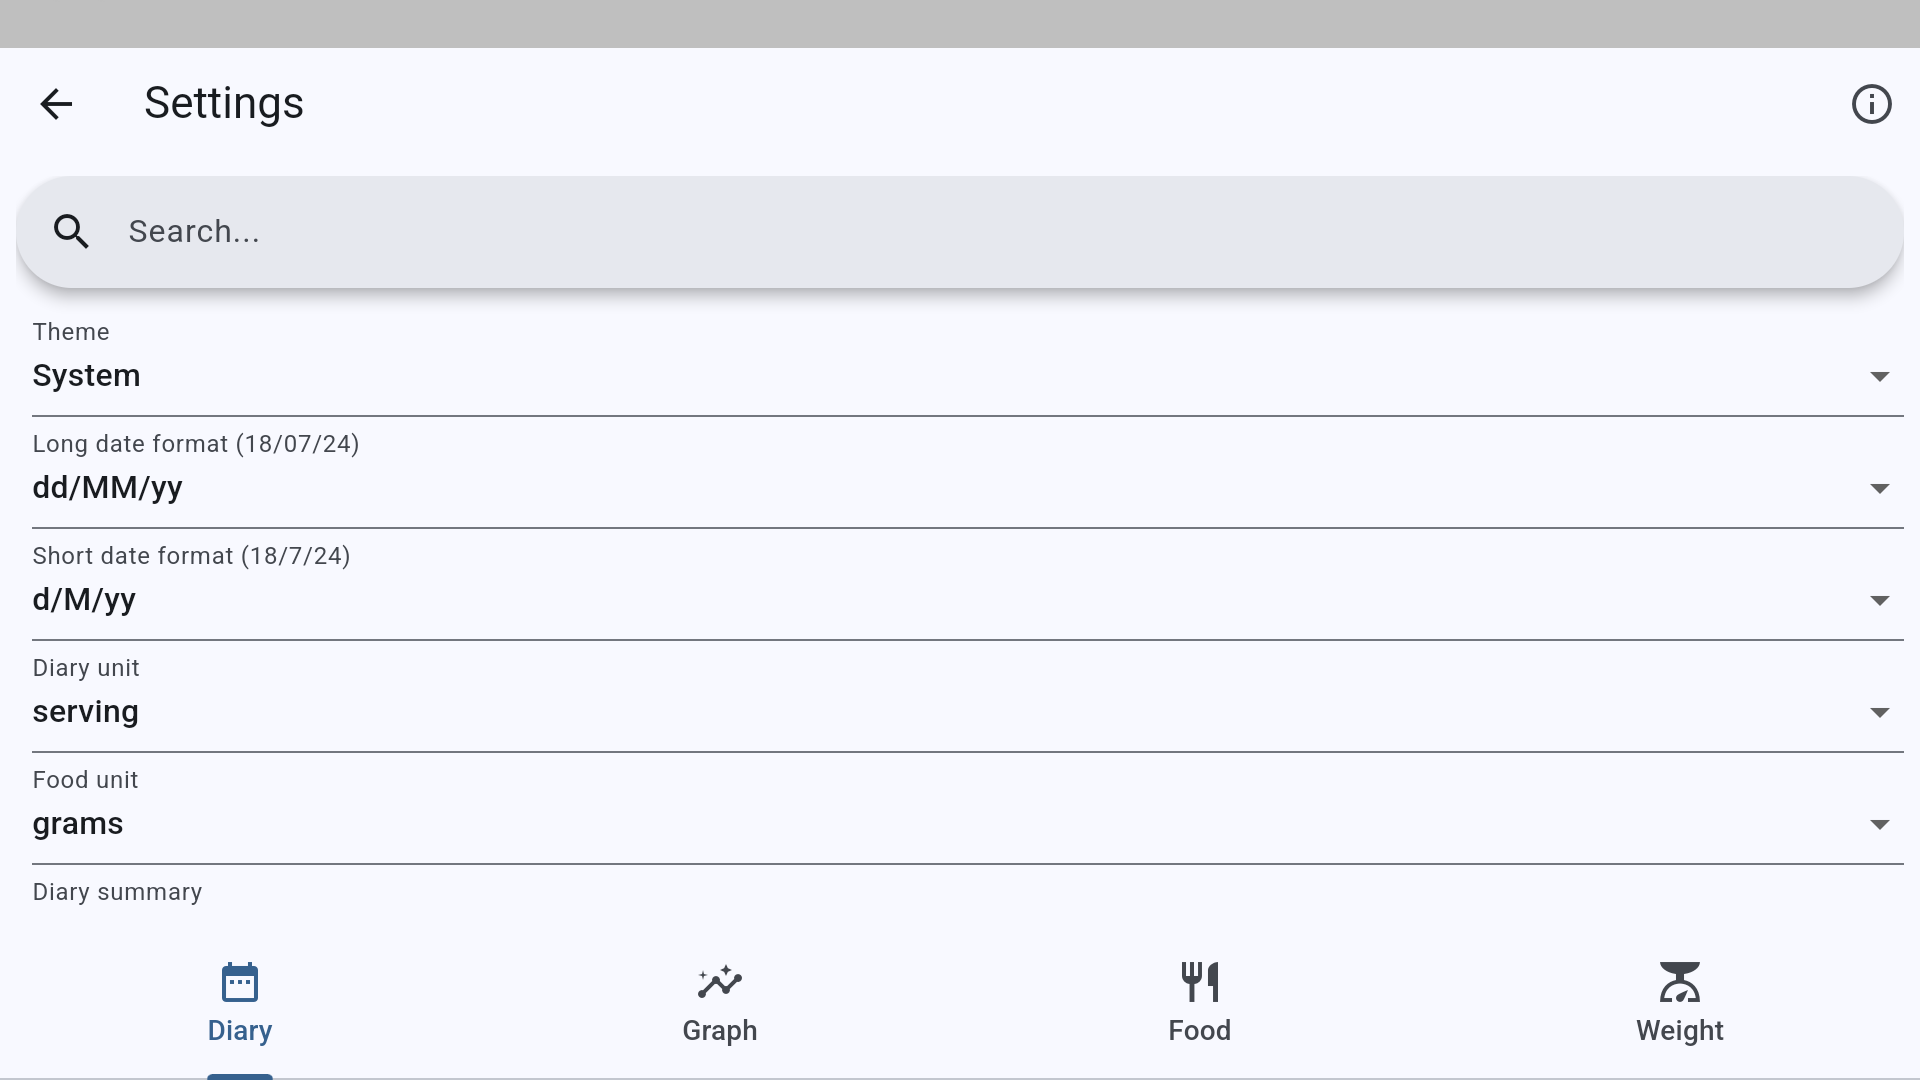 Settings
Search...
Theme
System
Long date format (18/07/24)
dd/MM/yy
Short date format (18/7/24)
d/M/yy
Diary unit
serving
Food unit
grams
Diary summary
Diary
Graph
Food
Weight